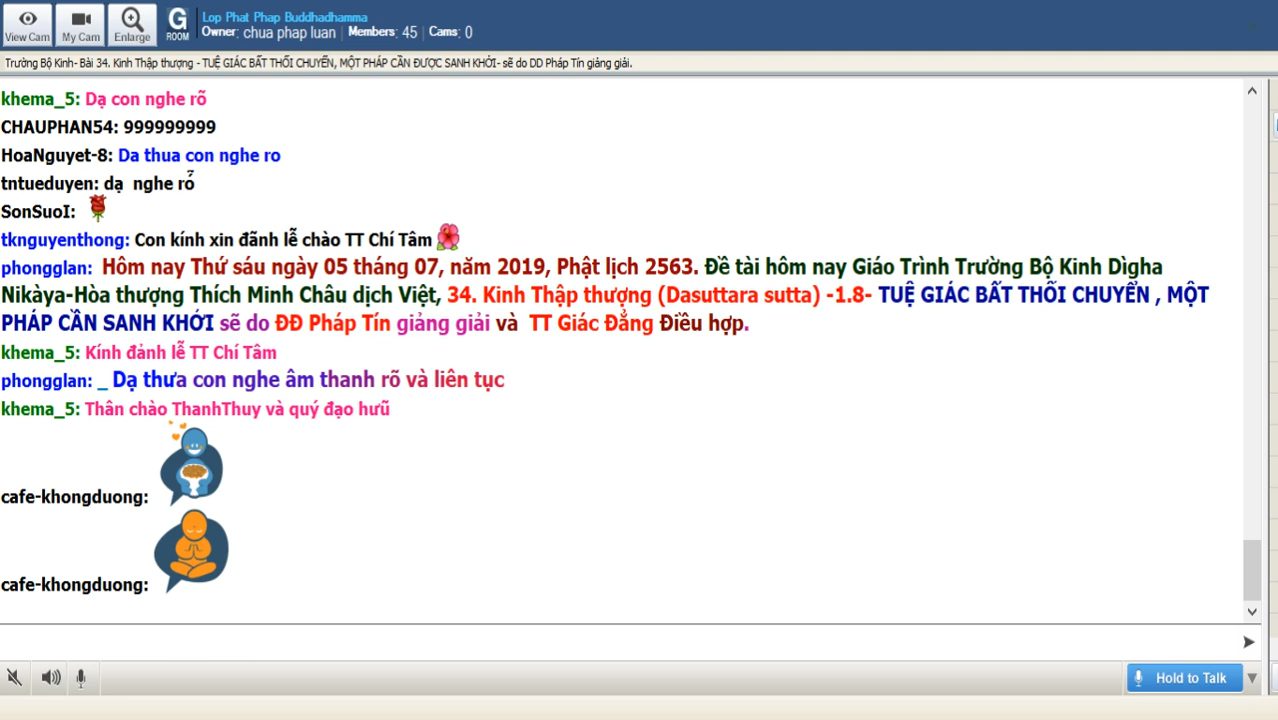 View Cam
My Cam
Enlarge
G
ROOM
Lop Phat Phap Buddhadhamma
Owner: chua phap luan | Members: 45 | Cams: 0
Trường Bộ Kinh- Bài 34. Kinh Thập thượng - TUỆ GIÁC BẤT THỐI CHUYỂN, MỘT PHÁP CẦN ĐƯỢC SANH KHỞI- sẽ do DD Pháp Tín giảng giải.
khema_5: Dạ con nghe rõ
CHAUPHAN54: 999999999
HoaNguyet-8: Da thua con nghe ro
tntueduyen: dạ nghe rỏ̃
SonSuoI:
tknguyenthong: Con kính xin đãnh lễ chào TT Chí Tâm
phongglan: Hôm nay Thứ sáu ngày 05 tháng 07, năm 2019, Phật lịch 2563. Đề tài hôm nay Giáo Trình Trường Bộ Kinh Dìgha
Nikàya-Hòa thượng Thích Minh Châu dịch Việt, 34. Kinh Thập thượng (Dasuttara sutta) -1.8- TUỆ GIÁC BẤT THỐI CHUYỂN , MỘT
PHÁP CẦN SANH KHỚI sẽ do ĐĐ Pháp Tín giảng giải và TT Giác Đẳng Điều hợp.
khema_5: Kính đảnh lễ TT Chí Tâm
phongglan: _ Dạ thưa con nghe âm thanh rõ và liên tục
khema_5: Thân chào ThanhThuy và quý đạo hưũ
cafe-khongduong:
cafe-khongduong:
Hold to Talk